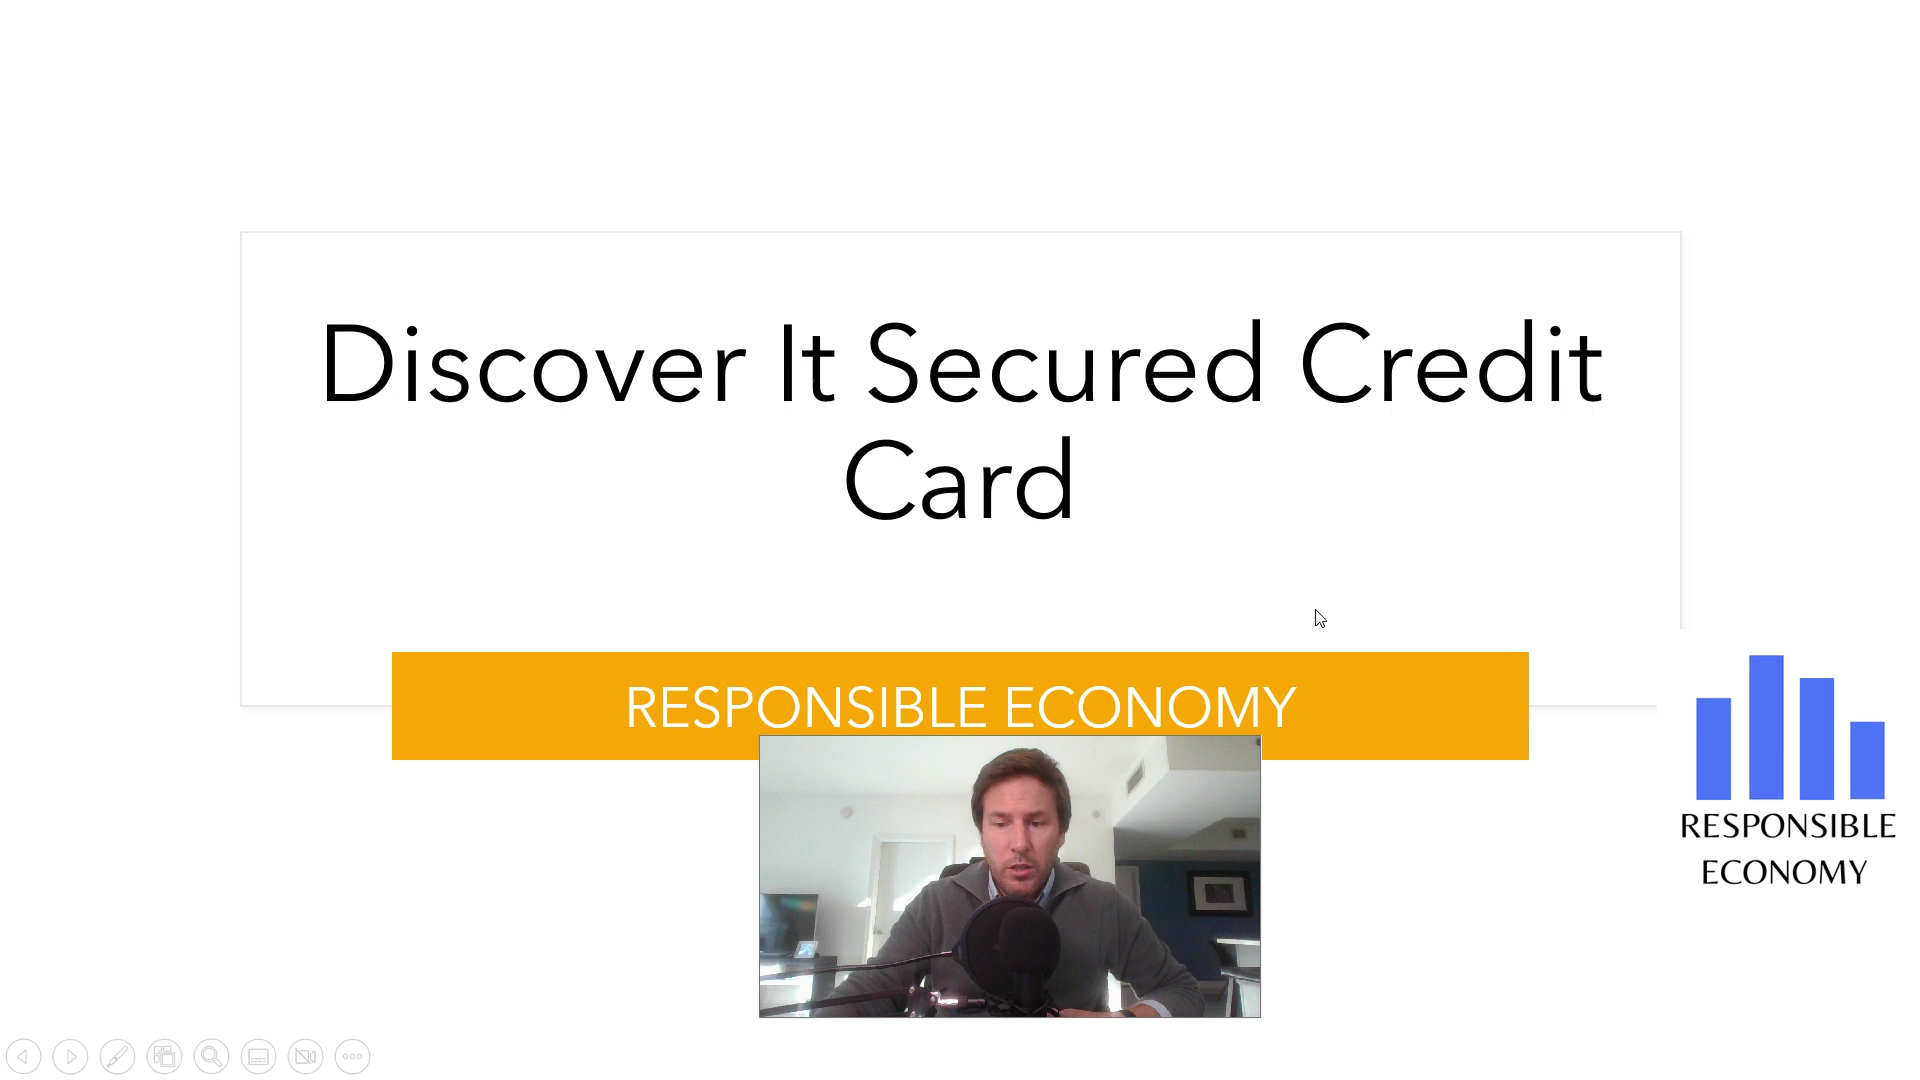 Discover It Secured Credit
Card
RESPONSIBLE ECONOMY
RESPONSIBLE
ECONOMY